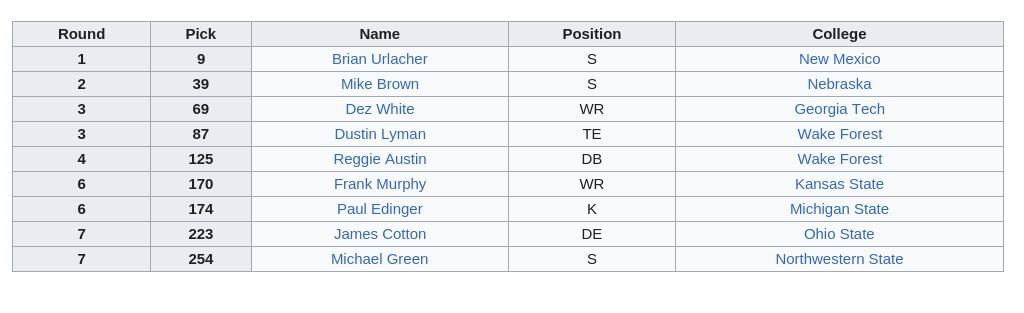 Round Pick Name Position College
1 9 Brian Urlacher S New Mexico
2 39 Mike Brown S Nebraska
3 69 Dez White WR Georgia Tech
3 87 Dustin Lyman TE Wake Forest
4 125 Reggie Austin DB Wake Forest
6 170 Frank Murphy WR Kansas State
6 174 Paul Edinger K Michigan State
7 223 James Cotton DE Ohio State
7 254 Michael Green S Northwestern State